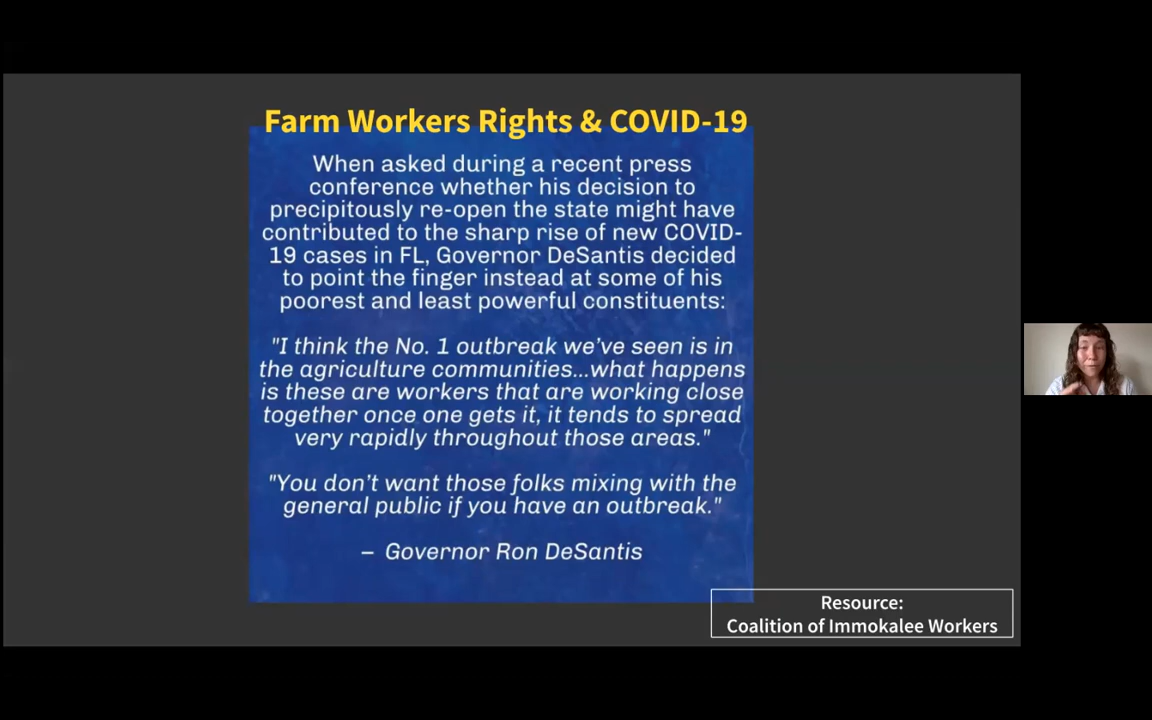 Farm Workers Rights & COVID-19
When asked during a recent press
conference whether his decision to
precipitously re-open the state might have
contributed to the sharp rise of new COVID-
19 cases in FL, Governor DeSantis decided
to point the finger instead at some of his
poorest and least powerful constituents:
"I think the No. 1 outbreak we've seen is in
the agriculture communities...what happens
is these are workers that are working close
together once one gets it, it tends to spread
very rapidly throughout those areas."
"You don't want those folks mixing with the
general public if you have an outbreak."
– Governor Ron DeSantis
Resource:
Coalition of Immokalee Workers